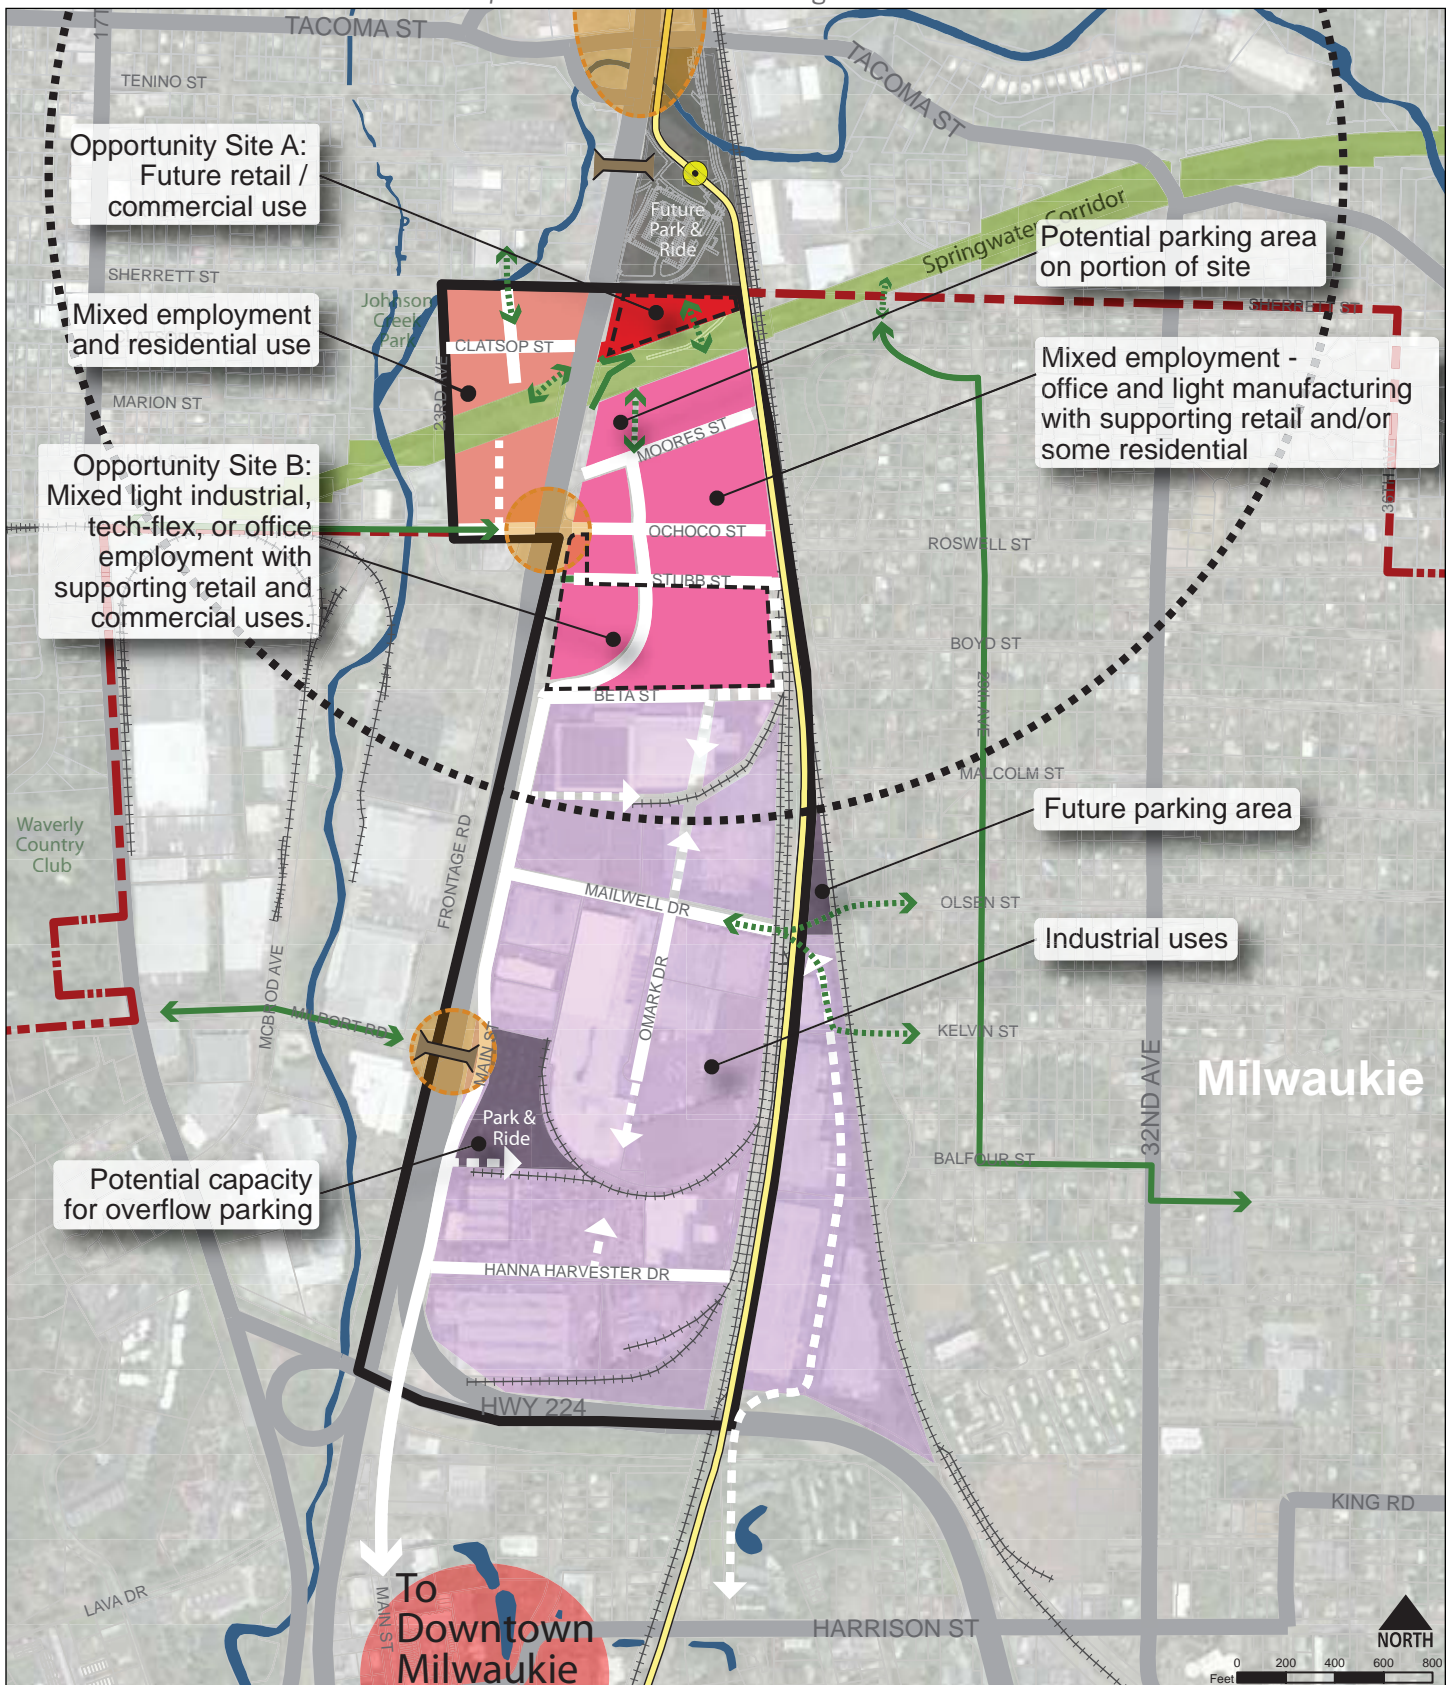 TACOMA ST
TENINO ST
TACOMA ST
Opportunity Site A:
Future retail /
commercial use
Future
Park &
Ride
Springwater Corridor
Potential parking area
on portion of site
SHERRETT ST
SHERRETT ST
Johnson
Creek
Park
Mixed employment
and residential use
CLATSOP ST
23RD AVE
MARION ST
Mixed employment -
office and light manufacturing
with supporting retail and/or
some residential
MOORES ST
Opportunity Site B:
Mixed light industrial,
tech-flex, or office
employment with
supporting retail and
commercial uses.
OCHOCO ST
ROSWELL ST
STUBB ST
BOYD ST
BETA ST
MALCOLM ST
Future parking area
Waverly
Country
Club
FRONTAGE RD
MAILWELL DR
OLSEN ST
Industrial uses
OMARK DR
MCBROD AVE
MAIN ST
KELVIN ST
Milwaukie
32ND AVE
Park &
Ride
BALFOUR ST
Potential capacity
for overflow parking
HANNA HARVESTER DR
HWY 224
KING RD
LAVA DR
MAIN ST
To
Downtown
Milwaukie
HARRISON ST
NORTH
0 200 400 600 800
Feet